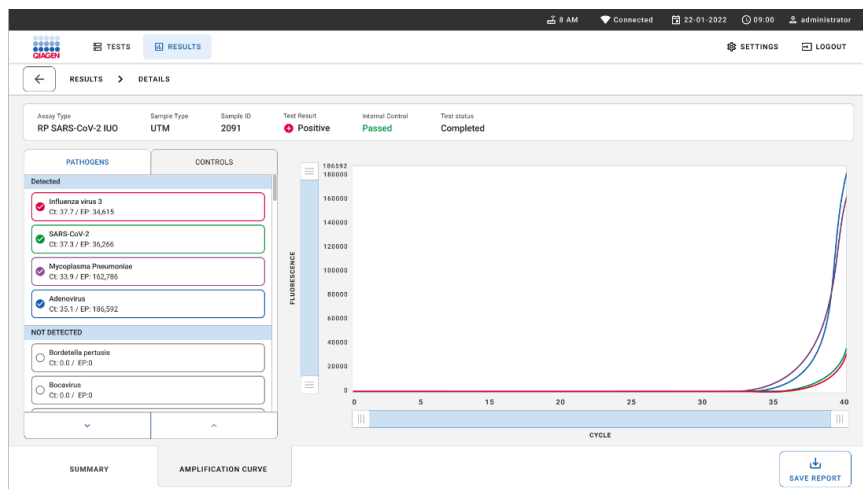 8 AM Connected 22-01-2022 09:00 administrator
QIAGEN TESTS RESULTS SETTINGS LOGOUT
RESULTS > DETAILS
Assay Type Sample Type Sample ID Test Result Internal Control Test status
RP SARS-CoV-2 IUO UTM 2091 Positive Passed Completed
PATHOGENS CONTROLS
Detected
Influenza virus 3
Ct: 37.7 / EP: 34,615
SARS-CoV-2
Ct: 37.3 / EP: 36,266
Mycoplasma Pneumoniae
Ct: 33.9 / EP: 162,786
Adenovirus
Ct: 35.1 / EP: 186,592
NOT DETECTED
Bordetella pertusis
Ct: 0.0 / EP:0
Bocavirus
Ct: 0.0 / EP:0
FLUORESCENCE
186592
180000
160000
140000
120000
100000
80000
60000
40000
20000
0
0 5 15 20 25 30 35 40
CYCLE
SUMMARY AMPLIFICATION CURVE SAVE REPORT